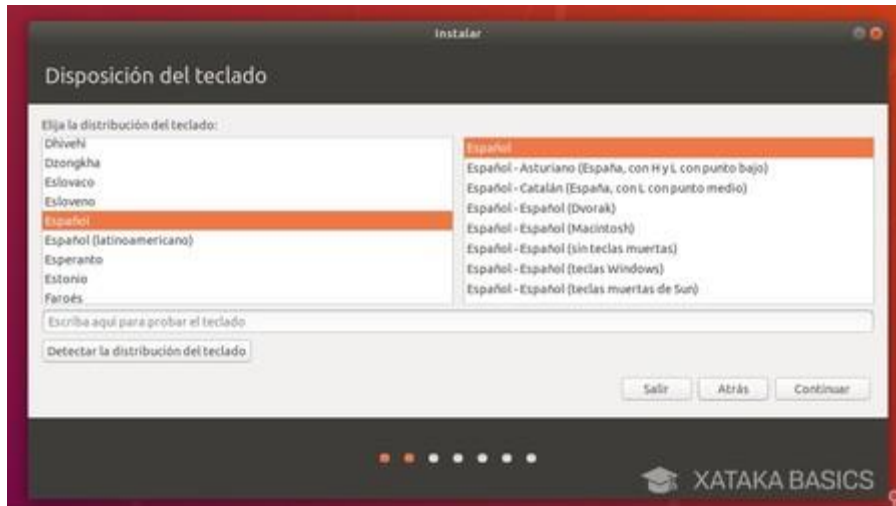 Instalar
Disposición del teclado
Elija la distribución del teclado:
Dhivehi
Dzongkha
Eslovaco
Esloveno
Español
Español (latinoamericano)
Esperanto
Estonio
Faroés
Español
Español - Asturiano (España, con H y L con punto bajo)
Español - Catalán (España, con L con punto medio)
Español - Español (Dvorak)
Español - Español (Macintosh)
Español - Español (sin teclas muertas)
Español - Español (teclas Windows)
Español - Español (teclas muertas de Sun)
Escriba aquí para probar el teclado
Detectar la distribución del teclado
Salir
Atrás
Continuar
XATAKA BASICS